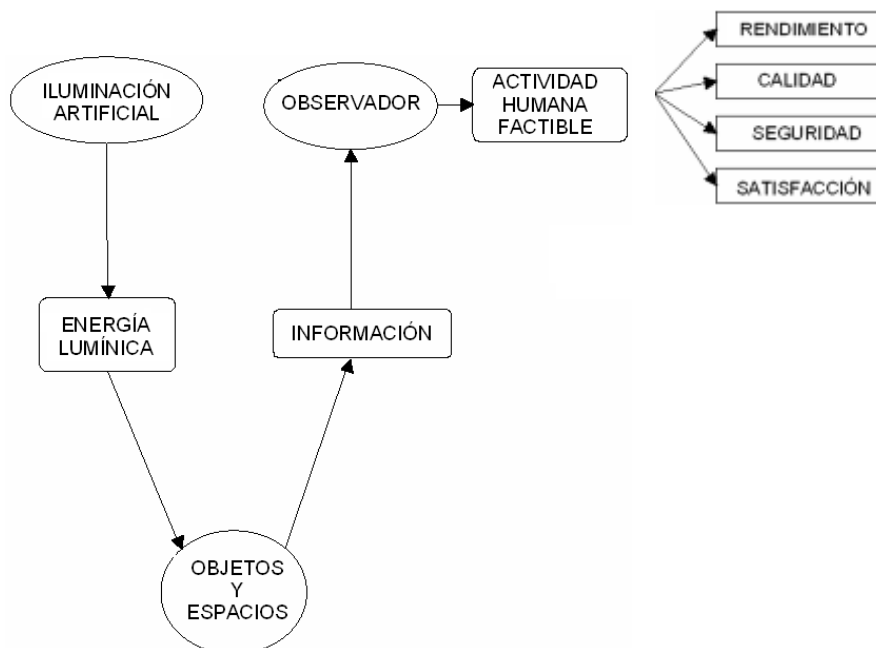 ILUMINACIÓN
ARTIFICIAL
OBSERVADOR
ACTIVIDAD
HUMANA
FACTIBLE
RENDIMIENTO
CALIDAD
SEGURIDAD
SATISFACCIÓN
ENERGÍA
LUMÍNICA
INFORMACIÓN
OBJETOS
Y
ESPACIOS